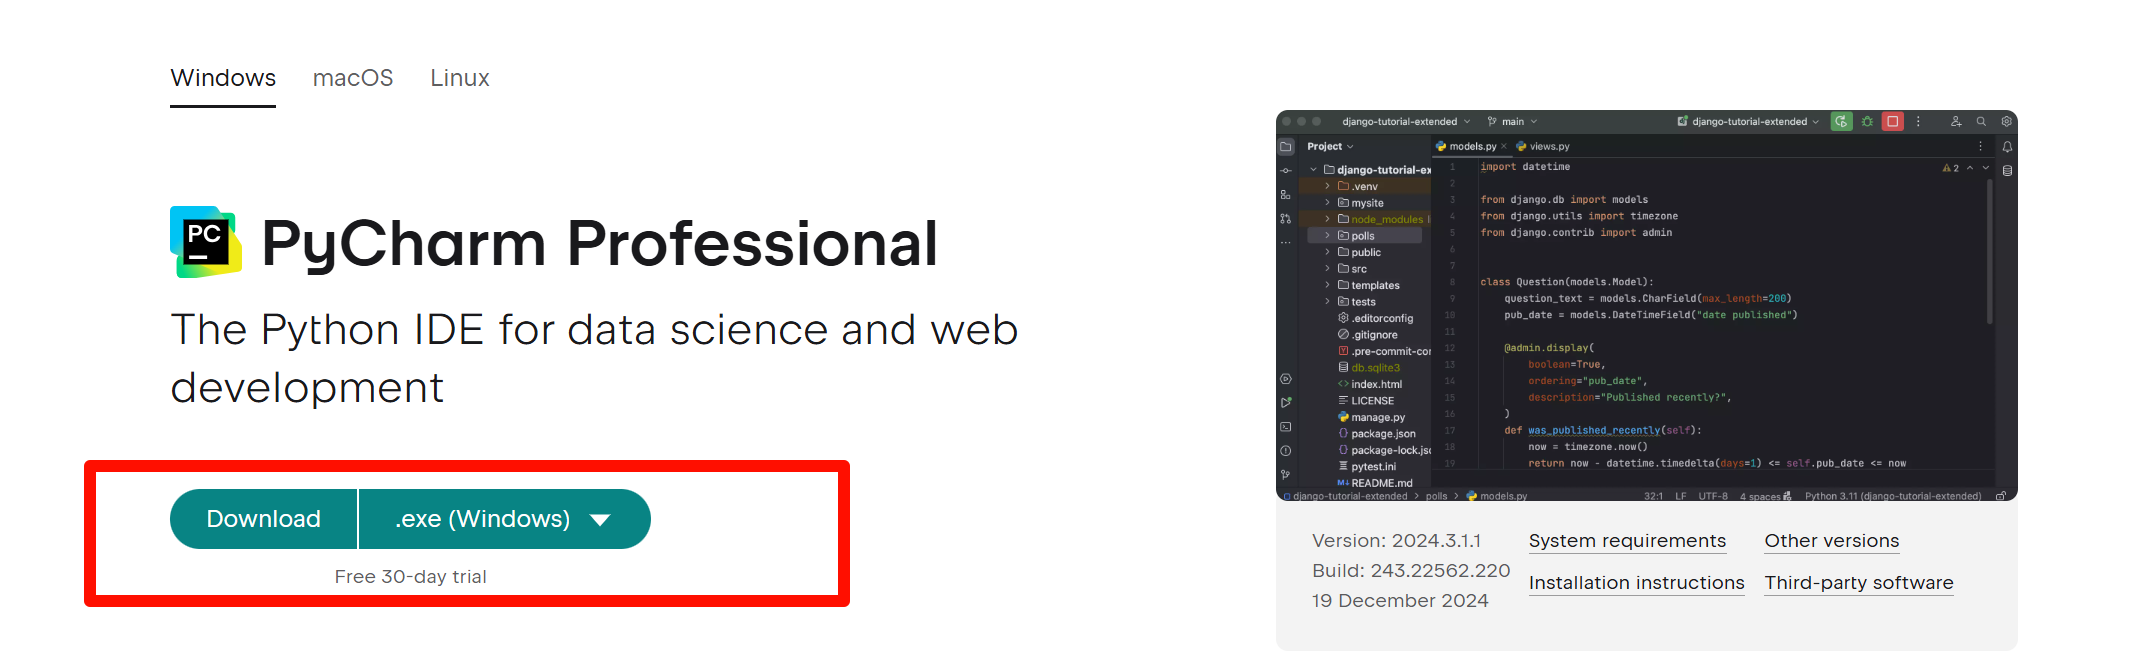 Windows macOS Linux
PC
PyCharm Professional
The Python IDE for data science and web
development
Download .exe (Windows)
Free 30-day trial
django-tutorial-extended main django-tutorial-extended
Project
models.py views.py
django-tutorial-ex
.venv
mysite
node_modules
polls
public
src
templates
tests
.editorconfig
.gitignore
.pre-commit-cor
db.sqlite3
index.html
LICENSE
manage.py
package.json
package-lock.jso
pytest.ini
README.md
1 import datetime
2
3 from django.db import models
4 from django.utils import timezone
5 from django.contrib import admin
6
7
8 class Question(models.Model):
9 question_text = models.CharField(max_length=200)
10 pub_date = models.DateTimeField("date published")
11
12 @admin.display(
13 boolean=True,
14 ordering="pub_date",
15 description="Published recently?",
16 )
17 def was_published_recently(self):
18 now = timezone.now()
19 return now - datetime.timedelta(days=1) <= self.pub_date <= now
2
django-tutorial-extended > polls > models.py 32:1 LF UTF-8 4 spaces Python 3.11 (django-tutorial-extended)
Version: 2024.3.1.1 System requirements Other versions
Build: 243.22562.220 Installation instructions Third-party software
19 December 2024